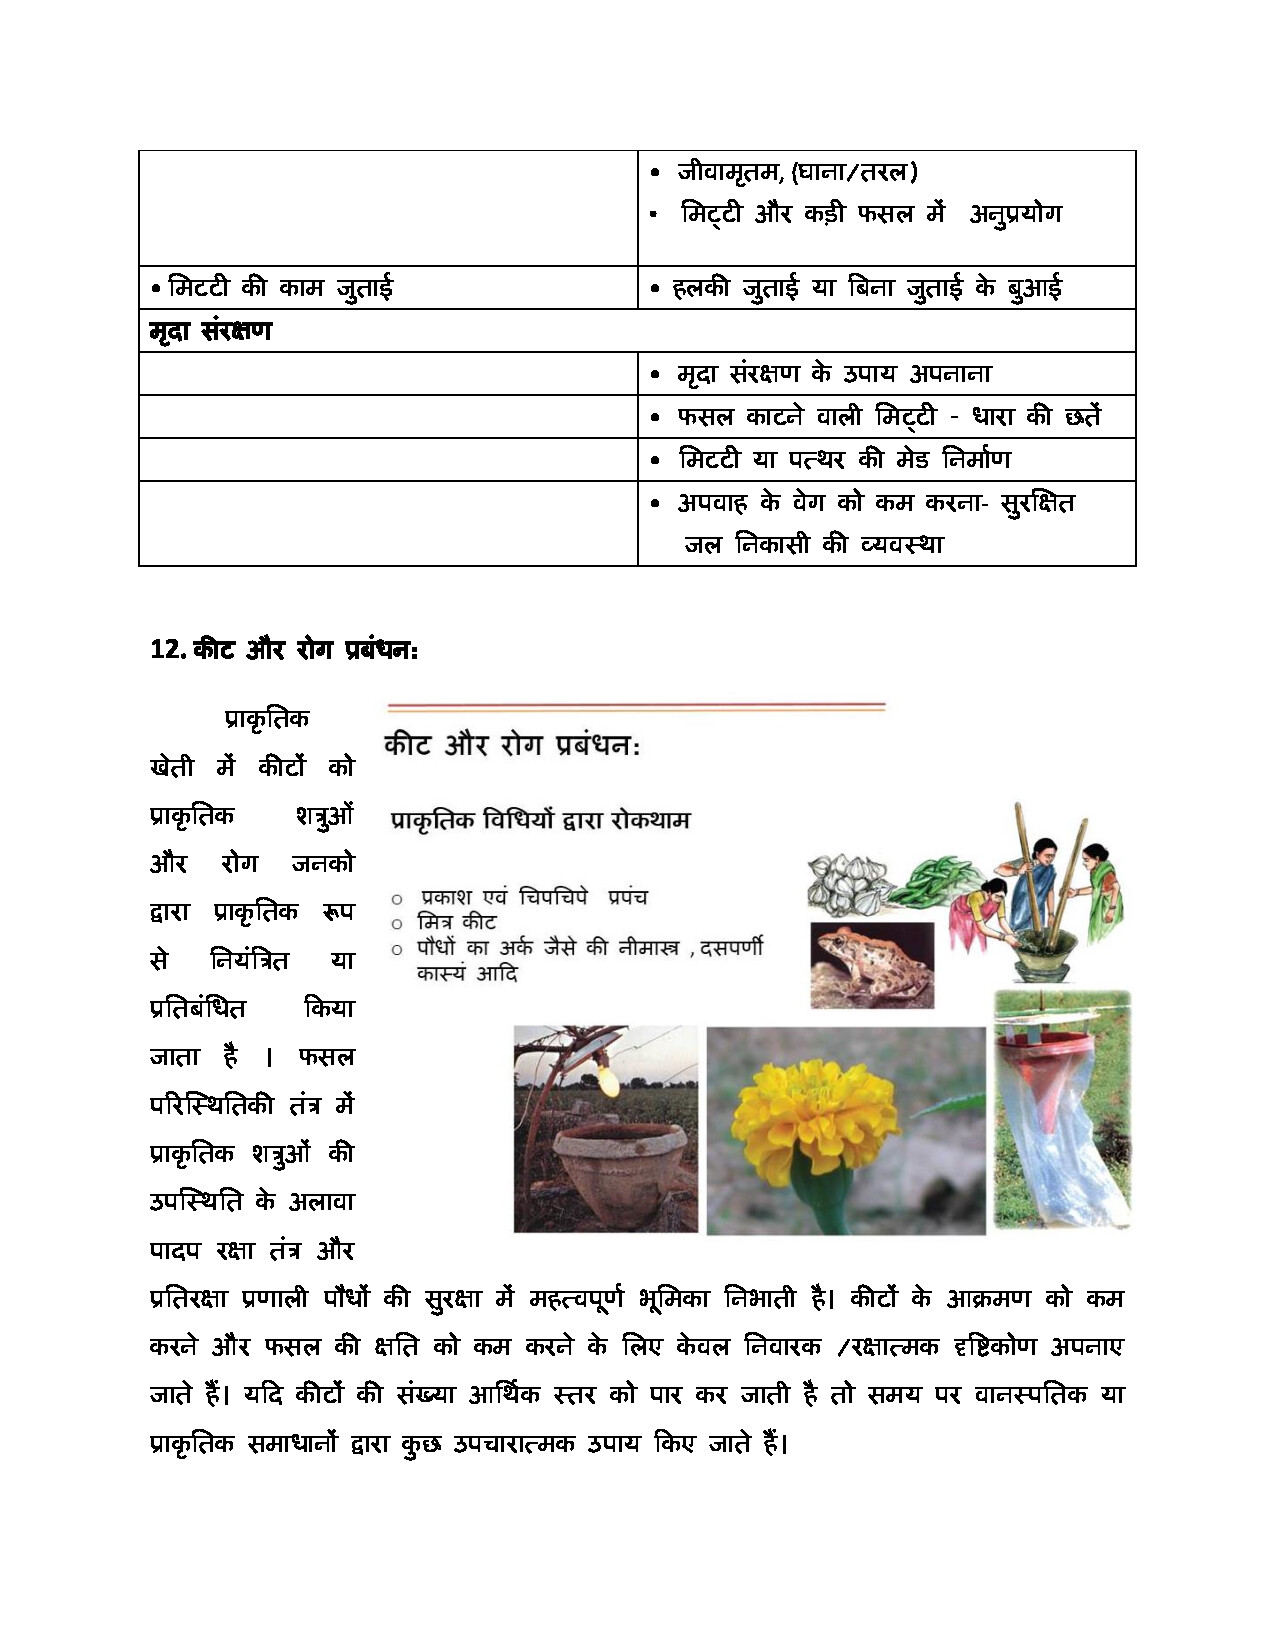 • जीवामृतम, (घाना/तरल)
• मिट्टी और कड़ी फसल में अनुप्रयोग
• मिटटी की काम जुताई
• हलकी जुताई या बिना जुताई के बुआई
मृदा संरक्षण
• मृदा संरक्षण के उपाय अपनाना
• फसल काटने वाली मिट्टी - धारा की छतें
• मिटटी या पत्थर की मेड निर्माण
• अपवाह के वेग को कम करना- सुरक्षित
जल निकासी की व्यवस्था
12. कीट और रोग प्रबंधन:
प्राकृतिक
खेती में कीटों को
प्राकृतिक शत्रुओं
और रोग जनको
द्वारा प्राकृतिक रूप
से नियंत्रित या
प्रतिबंधित किया
जाता है । फसल
परिस्थितिकी तंत्र में
प्राकृतिक शत्रुओं की
उपस्थिति के अलावा
पादप रक्षा तंत्र और
कीट और रोग प्रबंधन:
प्राकृतिक विधियों द्वारा रोकथाम
o प्रकाश एवं चिपचिपे प्रपंच
o मित्र कीट
o पौधों का अर्क जैसे की नीमास्त्र , दसपर्णी
कास्यं आदि
प्रतिरक्षा प्रणाली पौधों की सुरक्षा में महत्वपूर्ण भूमिका निभाती है। कीटों के आक्रमण को कम
करने और फसल की क्षति को कम करने के लिए केवल निवारक /रक्षात्मक दृष्टिकोण अपनाए
जाते हैं। यदि कीटों की संख्या आर्थिक स्तर को पार कर जाती है तो समय पर वानस्पतिक या
प्राकृतिक समाधानों द्वारा कुछ उपचारात्मक उपाय किए जाते हैं।